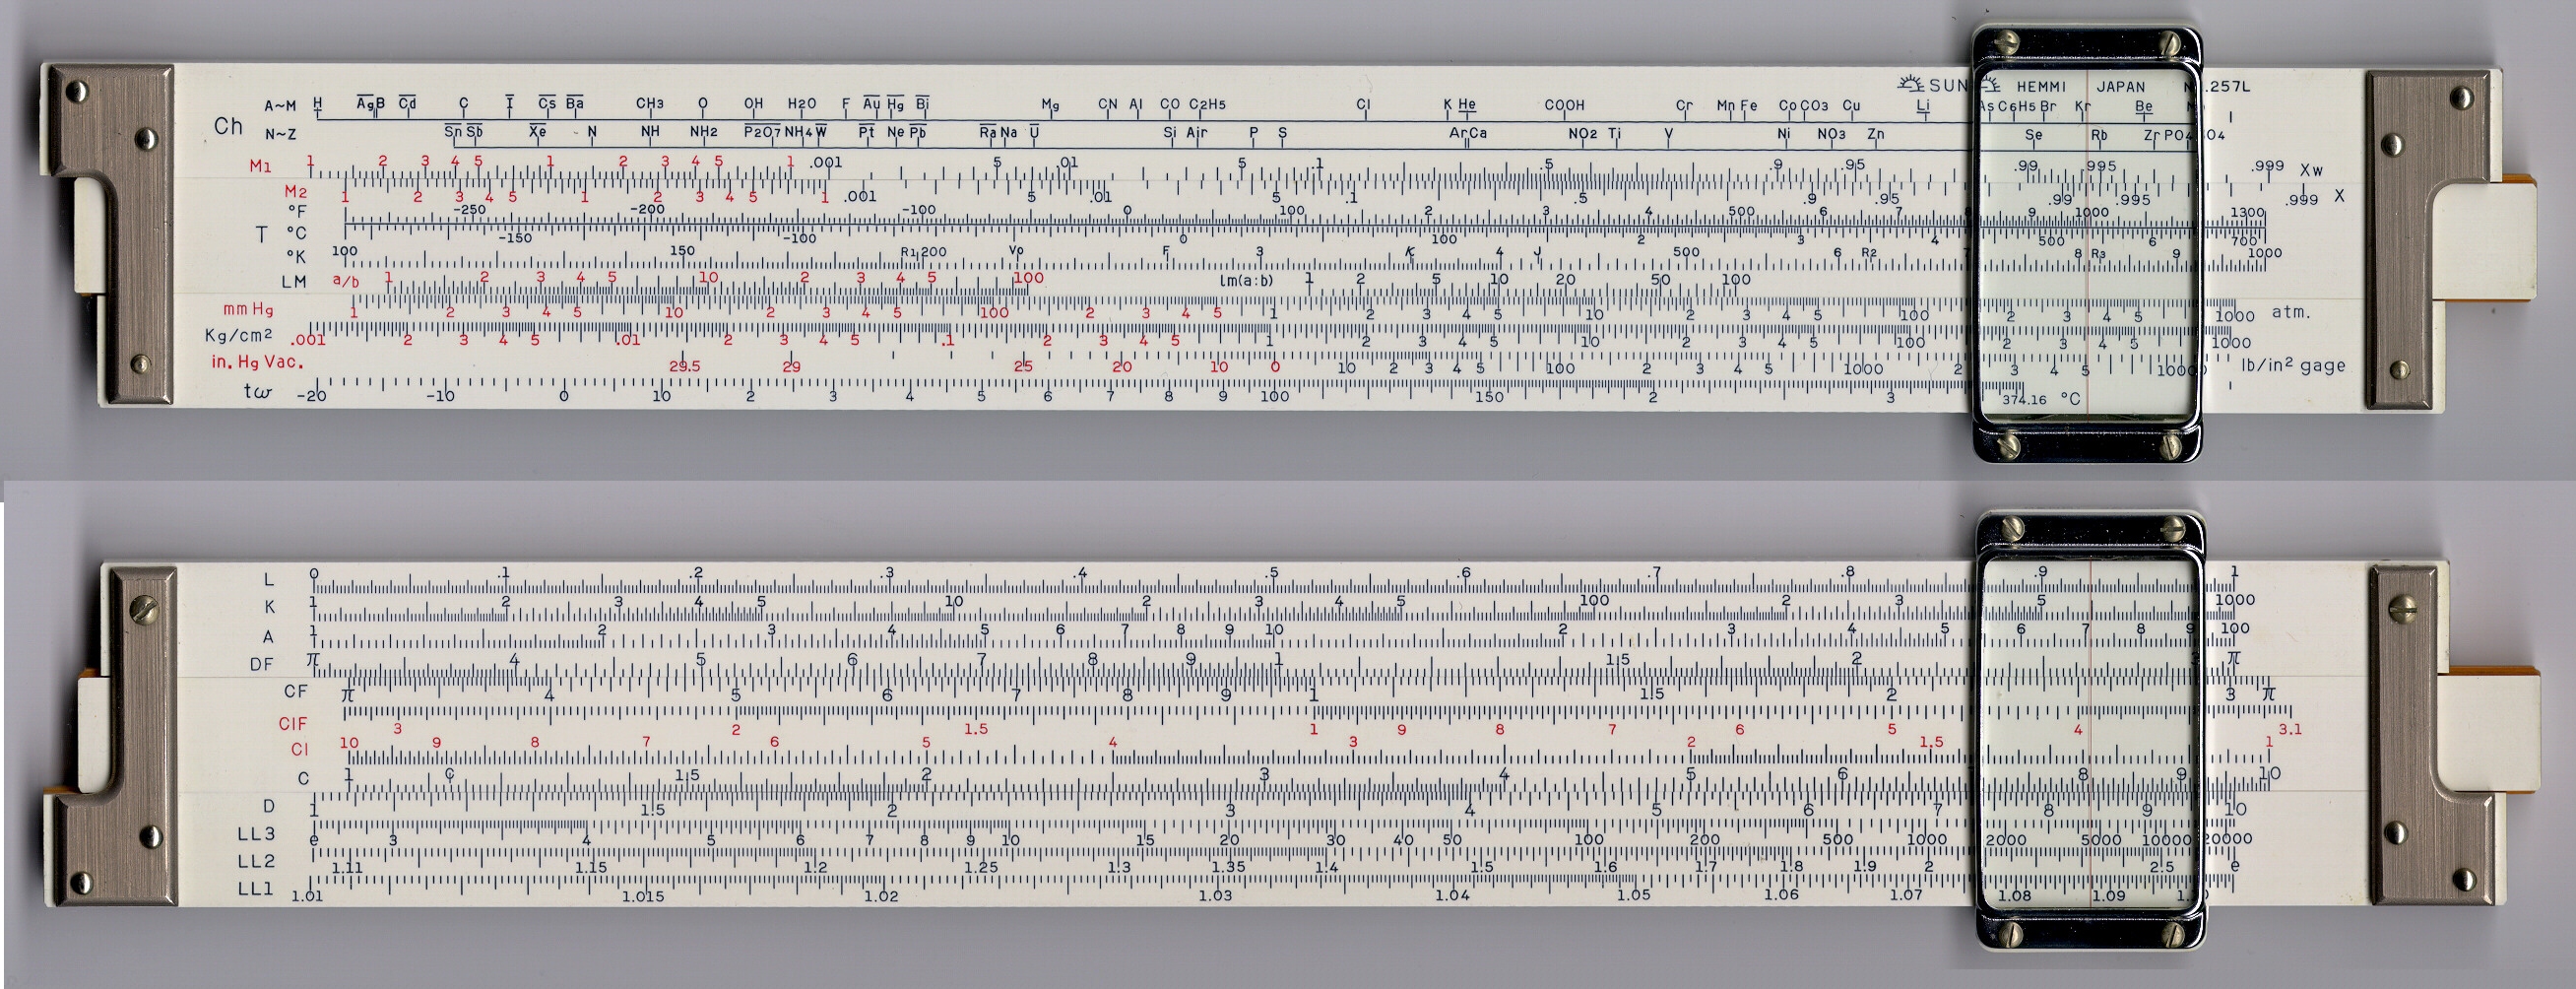 SUN HEMMI JAPAN .257L
A~M H Ag B Cd C I Cs Ba CH3 O OH H2O F Au Hg Bi Mg CN Al CO C2H5 Cl K He COOH Cr Mn Fe Co CO3 Cu Li As C6H5 Br Kr Be
Ch
N~Z Sn Sb Xe N NH NH2 P2O7 NH4 W Pt Ne Pb Ra Na U Si Air P S Ar Ca NO2 Ti V Ni NO3 Zn Se Rb Zr PO4
M1 1 2 3 4 5 1 2 3 4 5 1 .001 5 .01 5 .1 .5 .9 .95 .99 .995 .999 Xw
M2 1 2 3 4 5 1 2 3 4 5 1 .001 5 .01 5 .1 .5 .9 .95 .99 .995 .999 X
°F -250 -200 -100 0 100 2 3 4 500 6 7 8 9 1000 1300
T °C -150 -100 0 100 2 3 4 500 6 700
°K 100 150 R1 200 Vo F 3 K 4 J 500 6 R2 7 8 R3 9 1000
LM a/b 1 2 3 4 5 10 2 3 4 5 100 Lm(a:b) 1 2 5 10 20 50 100
mm Hg 1 2 3 4 5 10 2 3 4 5 100 2 3 4 5 1 2 3 4 5 10 2 3 4 5 100 2 3 4 5 1000 atm.
Kg/cm2 .001 2 3 4 5 .01 2 3 4 5 .1 2 3 4 5 1 2 3 4 5 10 2 3 4 5 100 2 3 4 5 1000
in. Hg Vac. 29.5 29 25 20 10 0 10 2 3 4 5 100 2 3 4 5 1000 2 3 4 5 10000 lb/in2 gage
tω -20 -10 0 10 2 3 4 5 6 7 8 9 100 150 2 3 374.16 °C
L 0 .1 .2 .3 .4 .5 .6 .7 .8 .9 1
K 1 2 3 4 5 10 2 3 4 5 100 2 3 5 1000
A 1 2 3 4 5 6 7 8 9 10 2 3 4 5 6 7 8 9 100
DF π 4 5 6 7 8 9 1 1.5 2 3 π
CF π 4 5 6 7 8 9 1 1.5 2 3 π
CIF 3 2 1.5 1 9 8 7 6 5 4 3.1
CI 10 9 8 7 6 5 4 3 2 1.5 1
C 1 C 1.5 2 3 4 5 6 8 9 10
D 1 1.5 2 3 4 5 6 7 8 9 10
LL3 e 3 4 5 6 7 8 9 10 15 20 30 40 50 100 200 500 1000 2000 5000 10000 20000
LL2 1.11 1.15 1.2 1.25 1.3 1.35 1.4 1.5 1.6 1.7 1.8 1.9 2 2.5 e
LL1 1.01 1.015 1.02 1.03 1.04 1.05 1.06 1.07 1.08 1.09